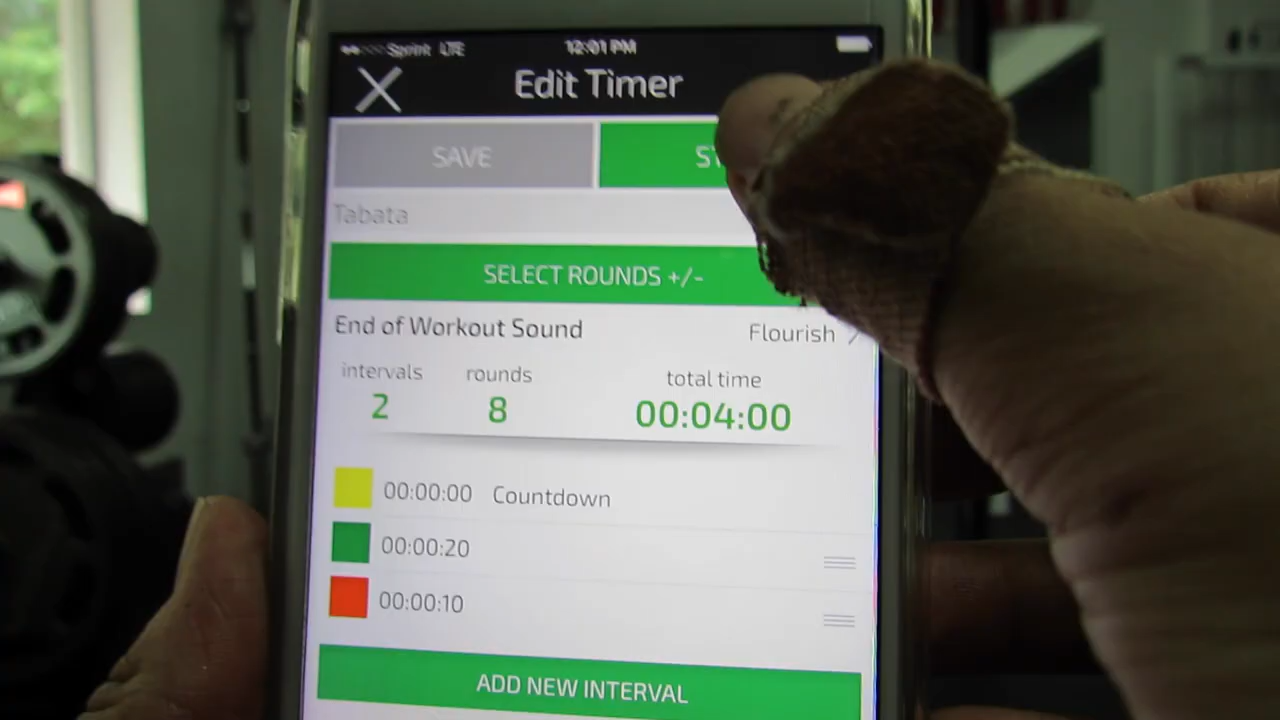 Sprint LTE 12:01 PM
Edit Timer
SAVE
Tabata
SELECT ROUNDS +/-
End of Workout Sound Flourish
intervals rounds total time
2 8 00:04:00
00:00:00 Countdown
00:00:20
00:00:10
ADD NEW INTERVAL